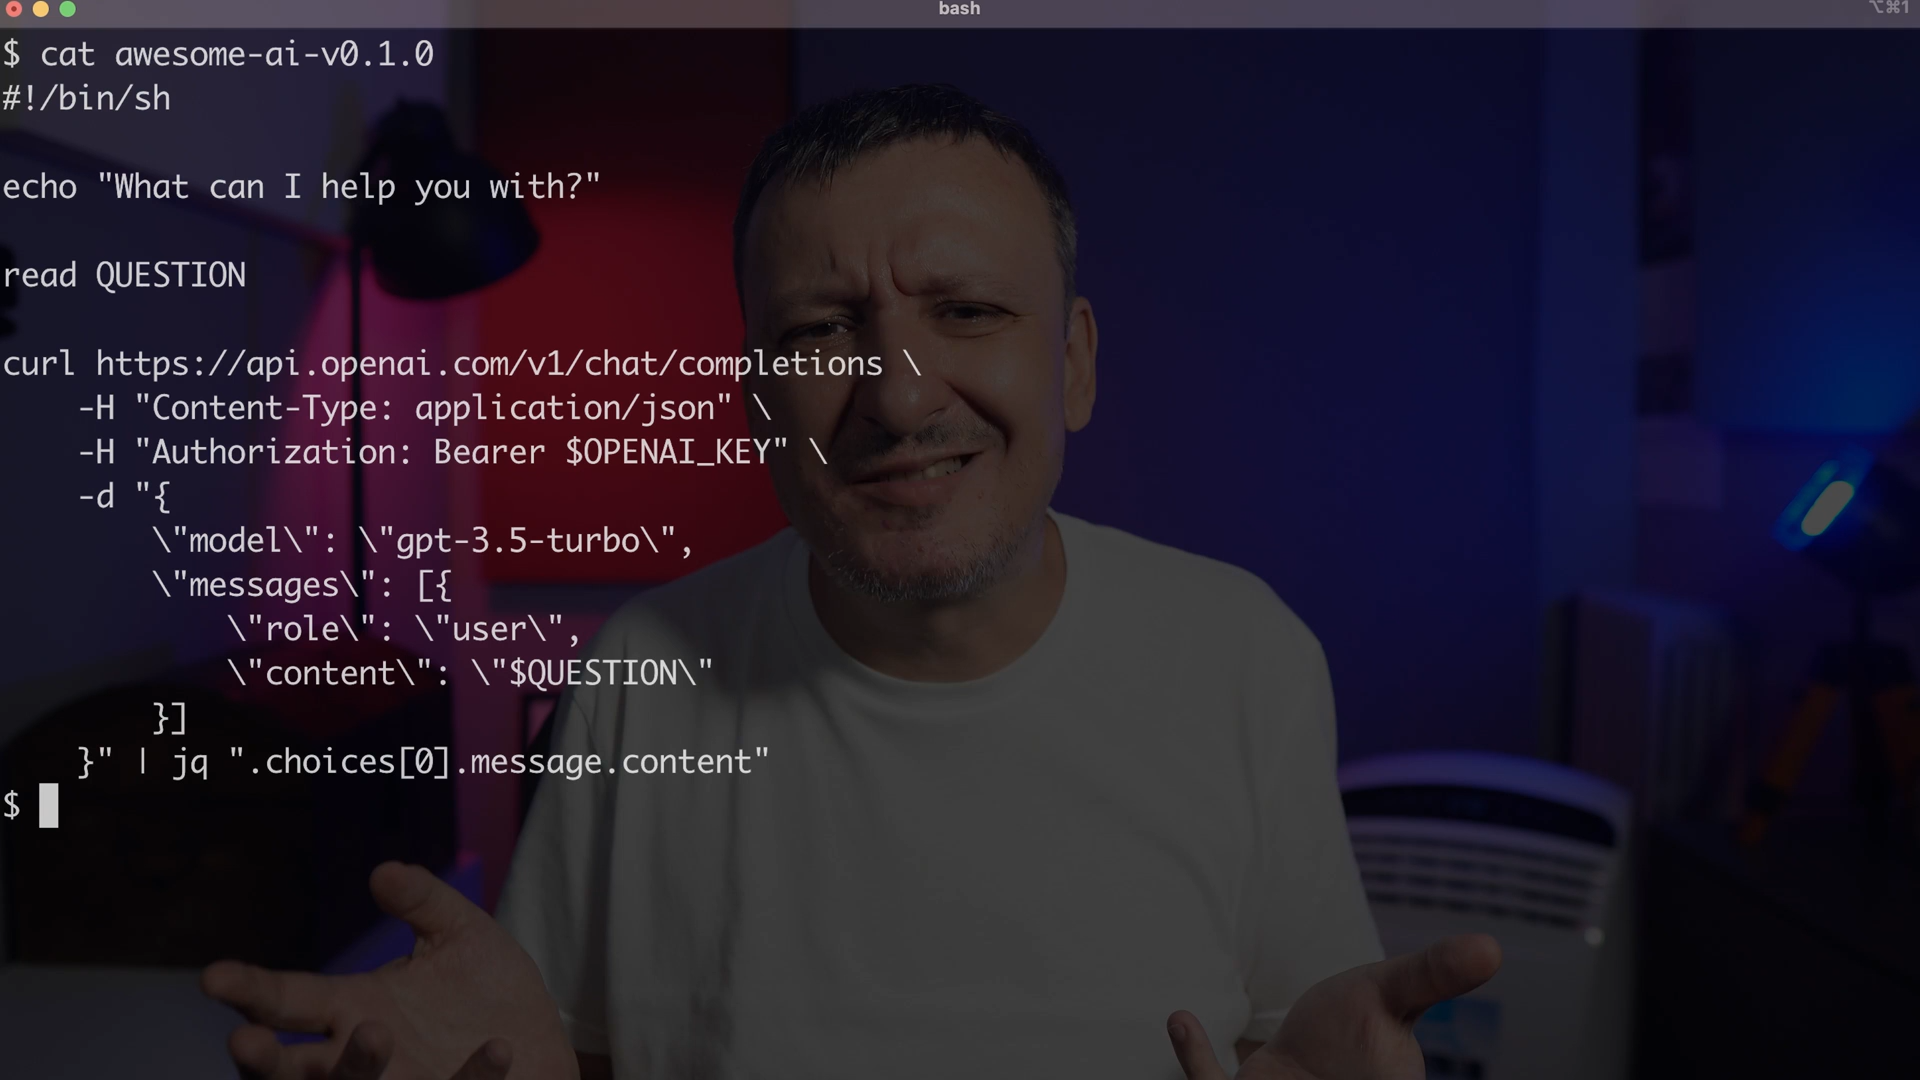 bash
⌥⌘1
$ cat awesome-ai-v0.1.0
#!/bin/sh
echo "What can I help you with?"
read QUESTION
curl https://api.openai.com/v1/chat/completions \
-H "Content-Type: application/json" \
-H "Authorization: Bearer $OPENAI_KEY" \
-d "{
\"model\": \"gpt-3.5-turbo\",
\"messages\": [{
\"role\": \"user\",
\"content\": \"$QUESTION\"
}]
}" | jq ".choices[0].message.content"
$